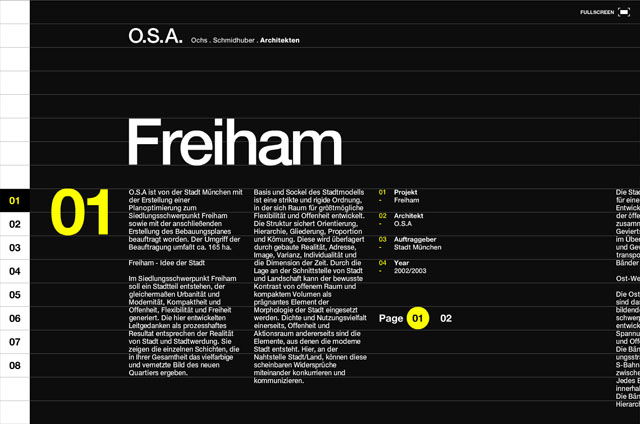 FULLSCREEN
O.S.A. Ochs . Schmidhuber . Architekten
Freiham
01
02
03
04
05
06
07
08
01
O.S.A ist von der Stadt München mit
der Erstellung einer
Planoptimierung zum
Siedlungsschwerpunkt Freiham
sowie mit der anschließenden
Erstellung des Bebauungsplanes
beauftragt worden. Der Umgriff der
Beauftragung umfaßt ca. 165 ha.
Freiham - Idee der Stadt
Im Siedlungsschwerpunkt Freiham
soll ein Stadtteil entstehen, der
gleichermaßen Urbanität und
Modernität, Kompaktheit und
Offenheit, Flexibilität und Freiheit
generiert. Die hier entwickelten
Leitgedanken als prozesshaftes
Resultat entsprechen der Realität
von Stadt und Stadtwerdung. Sie
zeigen die einzelnen Schichten, die
in ihrer Gesamtheit das vielfarbige
und vernetzte Bild des neuen
Quartiers ergeben.
Basis und Sockel des Stadtmodells
ist eine strikte und rigide Ordnung,
in der sich Raum für größtmögliche
Flexibilität und Offenheit entwickelt.
Die Struktur sichert Orientierung,
Hierarchie, Gliederung, Proportion
und Körnung. Diese wird überlagert
durch gebaute Realität, Adresse,
Image, Varianz, Individualität und
die Dimension der Zeit. Durch die
Lage an der Schnittstelle von Stadt
und Landschaft kann der bewusste
Kontrast von offenem Raum und
kompaktem Volumen als
prägnantes Element der
Morphologie der Stadt eingesetzt
werden. Dichte und Nutzungsvielfalt
einerseits, Offenheit und
Aktionsraum andererseits sind die
Elemente, aus denen die moderne
Stadt entsteht. Hier, an der
Nahtstelle Stadt/Land, können diese
scheinbaren Widersprüche
miteinander konkurrieren und
kommunizieren.
01 Projekt
- Freiham
02 Architekt
- O.S.A
03 Auftraggeber
- Stadt München
04 Year
- 2002/2003
Page 01 02
Die Sta
für eine
Entwick
der
zusam
Geviert
im Über
und Ge
transpo
Bänder
Ost-We
Die Ost
sind da
bildend
schwer
entwick
Spannu
und Off
Die Bän
ungsstr
S-Bahn
zwische
Jedes B
innerha
Die Bän
Hierarc